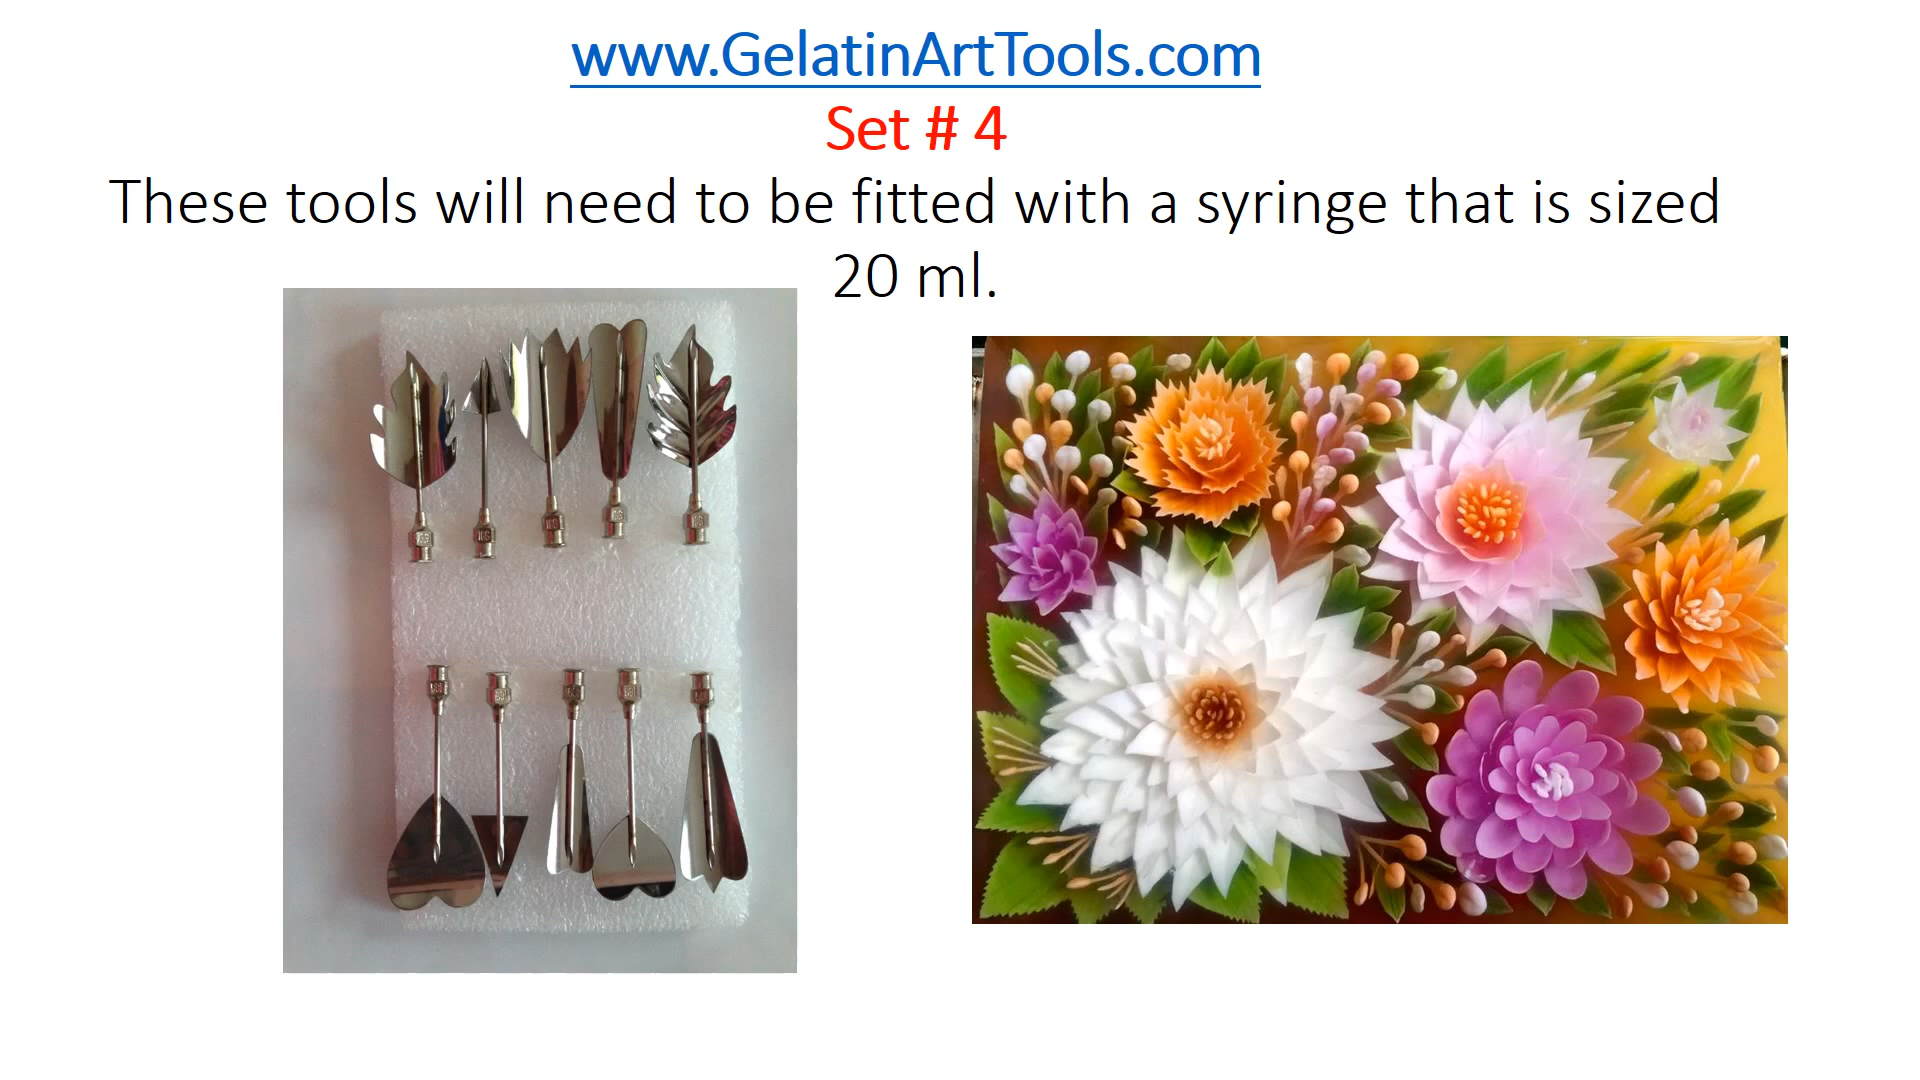 www.GelatinArtTools.com
Set # 4
These tools will need to be fitted with a syringe that is sized
20 ml.